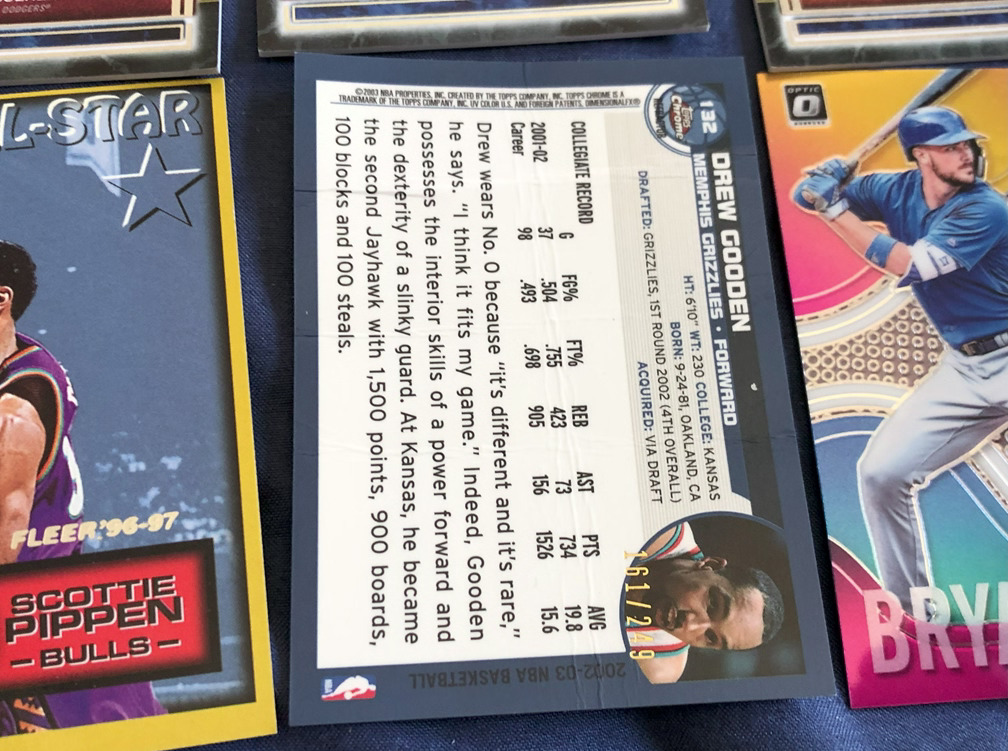 DODGERS®
L-STAR
FLEER '96-97
SCOTTIE
PIPPEN
– BULLS –
132
Topps
Chrome
DREW GOODEN
MEMPHIS GRIZZLIES • FORWARD
HT: 6'10" WT: 230 COLLEGE: KANSAS
BORN: 9-24-81, OAKLAND, CA
DRAFTED: GRIZZLIES, 1ST ROUND 2002 (4TH OVERALL)
ACQUIRED: VIA DRAFT
161/249
COLLEGIATE RECORD
G FG% FT% REB AST PTS AVG
2001-02 37 .504 .755 423 73 734 19.8
Career 98 .493 .698 905 156 1526 15.6
Drew wears No. 0 because "it's different and it's rare,"
he says. "I think it fits my game." Indeed, Gooden
possesses the interior skills of a power forward and
the dexterity of a slinky guard. At Kansas, he became
the second Jayhawk with 1,500 points, 900 boards,
100 blocks and 100 steals.
©2003 NBA PROPERTIES, INC. CREATED BY THE TOPPS COMPANY, INC. TOPPS CHROME IS A
TRADEMARK OF THE TOPPS COMPANY, INC. UV COLOR U.S. AND FOREIGN PATENTS, DIMENSIONALFX®
2002-03 NBA BASKETBALL
NBA
OPTIC
BRY